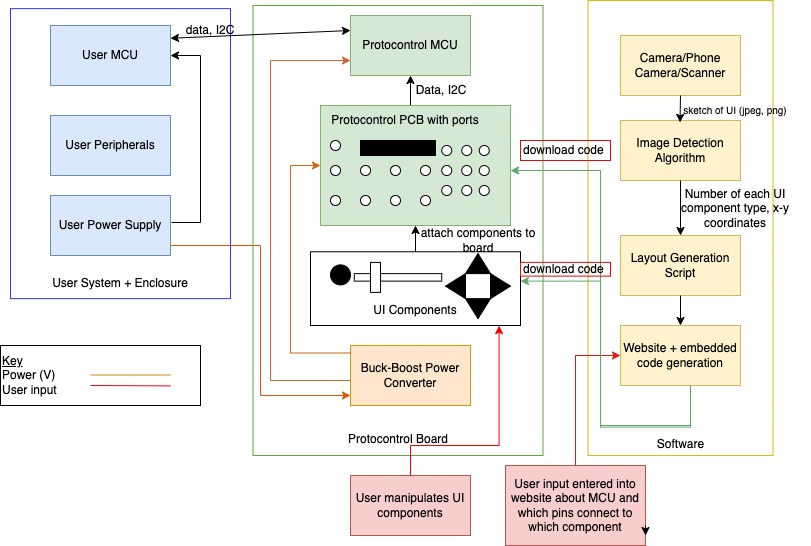 User MCU
User Peripherals
User Power Supply
User System + Enclosure
data, I2C
Protocontrol MCU
Data, I2C
Protocontrol PCB with ports
attach components to
board
UI Components
Buck-Boost Power
Converter
Protocontrol Board
download code
download code
Camera/Phone
Camera/Scanner
sketch of UI (jpeg, png)
Image Detection
Algorithm
Number of each UI
component type, x-y
coordinates
Layout Generation
Script
Website + embedded
code generation
Software
Key
Power (V)
User input
User manipulates UI
components
User input entered into
website about MCU and
which pins connect to
which component